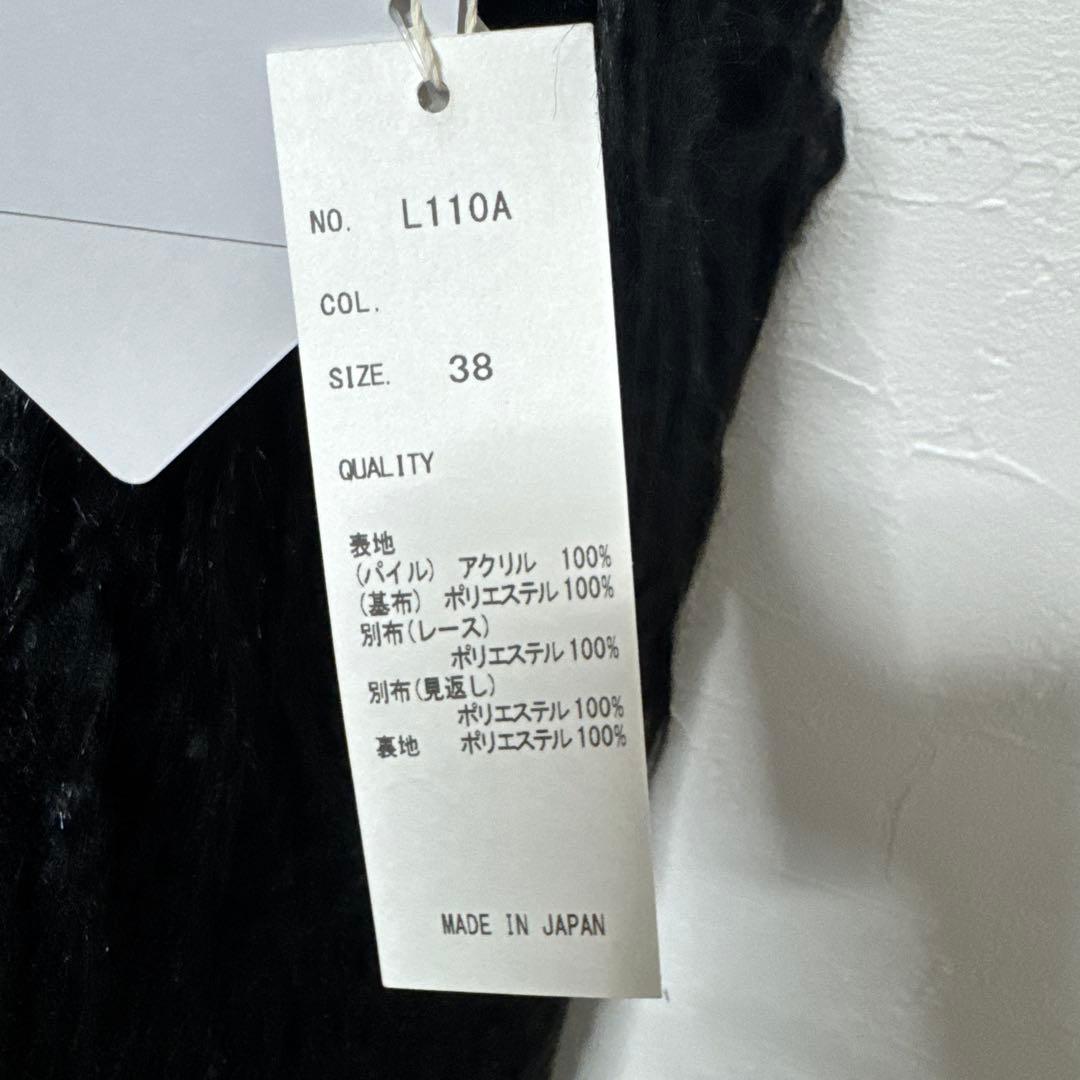 NO. L110A
COL.
SIZE. 38
QUALITY
表地
(パイル) アクリル 100%
(基布) ポリエステル 100%
別布(レース)
ポリエステル 100%
別布(見返し)
ポリエステル 100%
裏地 ポリエステル 100%
MADE IN JAPAN